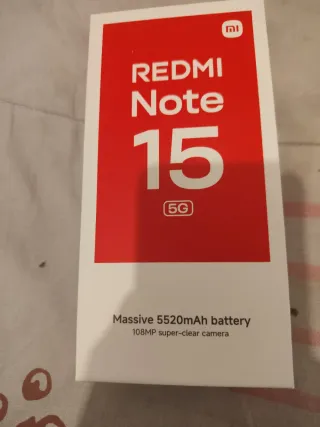 mi
REDMI
Note
15
5G
Massive 5520mAh battery
108MP super-clear camera